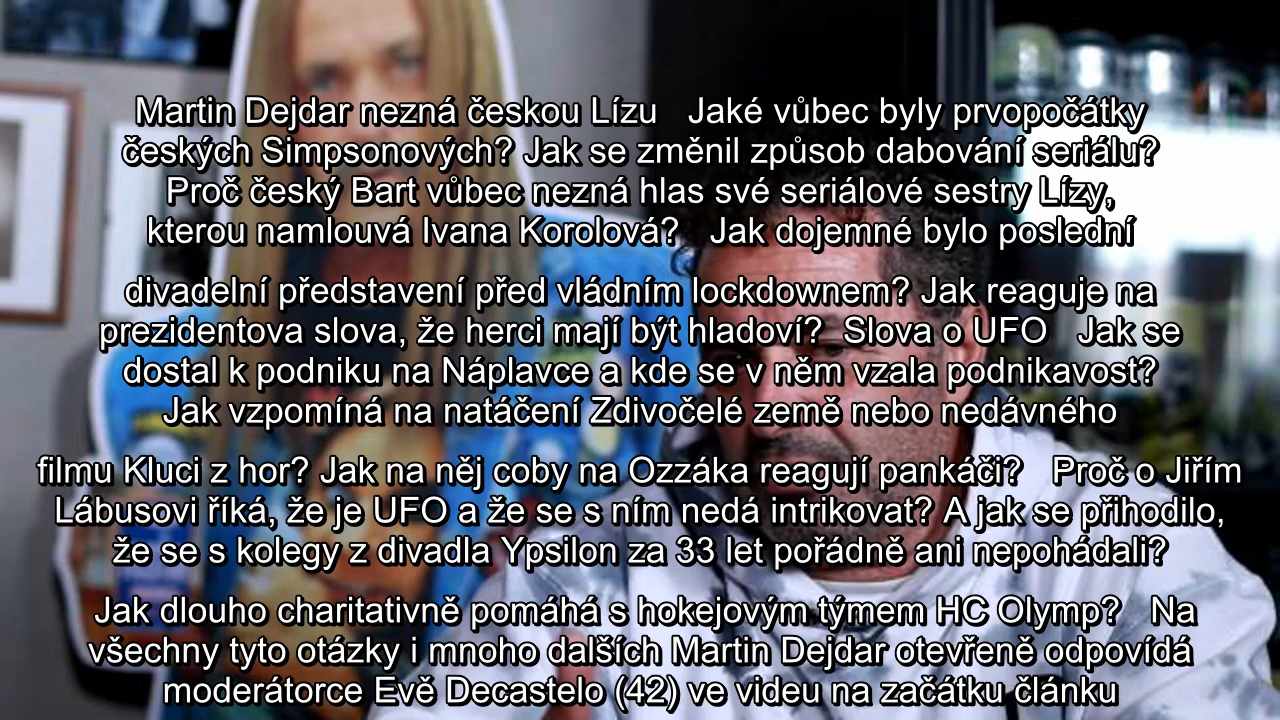 Martin Dejdar nezná českou Lízu   Jaké vůbec byly prvopočátky
českých Simpsonových? Jak se změnil způsob dabování seriálu?
Proč český Bart vůbec nezná hlas své seriálové sestry Lízy,
kterou namlouvá Ivana Korolová?   Jak dojemné bylo poslední
divadelní představení před vládním lockdownem? Jak reaguje na
prezidentova slova, že herci mají být hladoví?  Slova o UFO   Jak se
dostal k podniku na Náplavce a kde se v něm vzala podnikavost?
Jak vzpomíná na natáčení Zdivočelé země nebo nedávného
filmu Kluci z hor? Jak na něj coby na Ozzáka reagují pankáči?   Proč o Jiřím
Lábusovi říká, že je UFO a že se s ním nedá intrikovat? A jak se přihodilo,
že se s kolegy z divadla Ypsilon za 33 let pořádně ani nepohádali?
Jak dlouho charitativně pomáhá s hokejovým týmem HC Olymp?   Na
všechny tyto otázky i mnoho dalších Martin Dejdar otevřeně odpovídá
moderátorce Evě Decastelo (42) ve videu na začátku článku